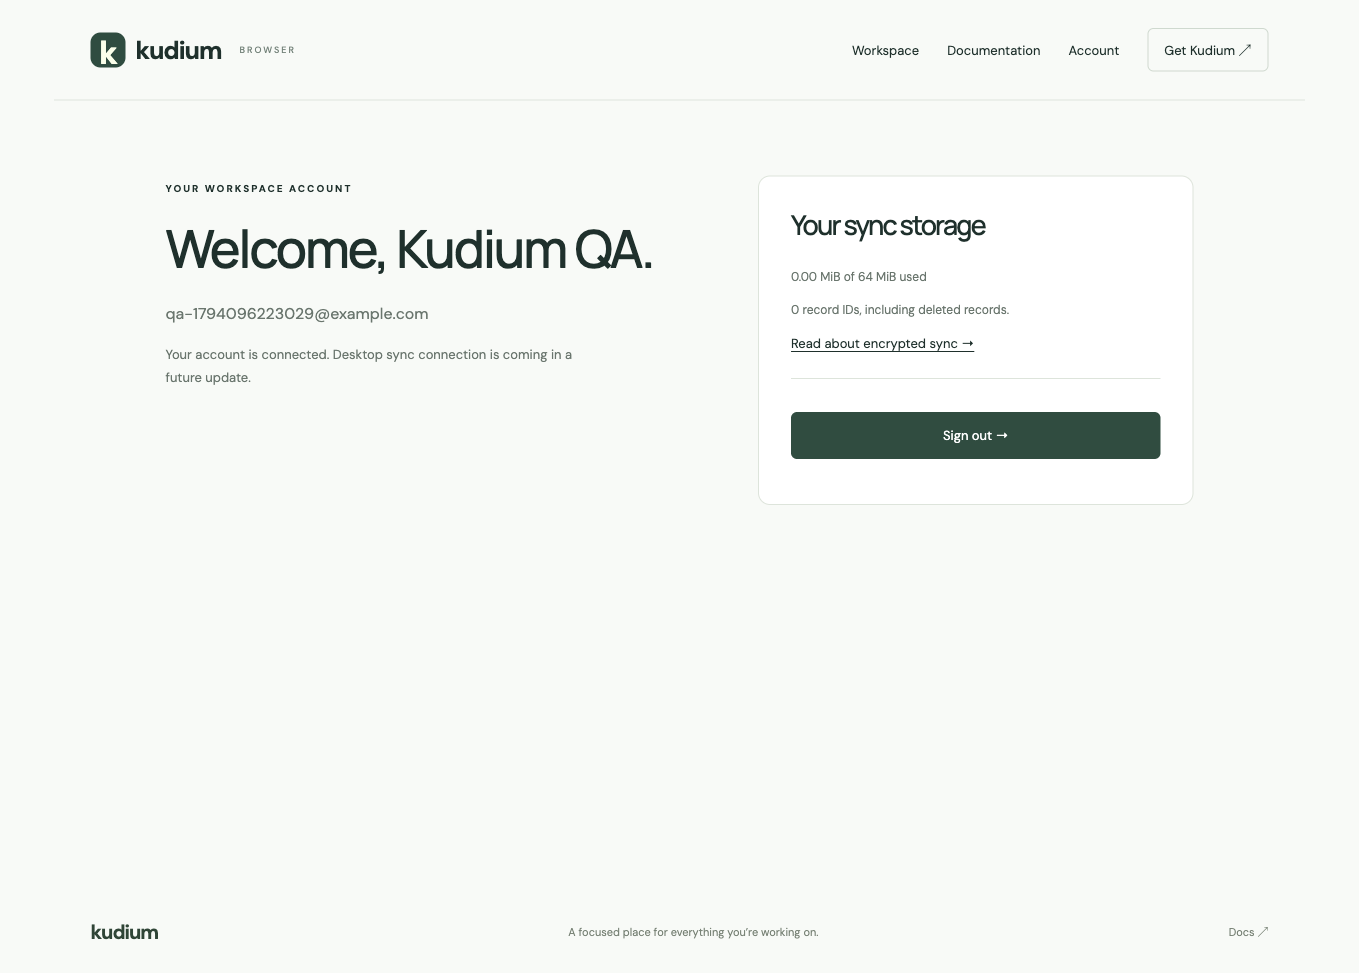 k kudium BROWSER
Workspace Documentation Account Get Kudium ↗
YOUR WORKSPACE ACCOUNT
Welcome, Kudium QA.
qa-1794096223029@example.com
Your account is connected. Desktop sync connection is coming in a
future update.
Your sync storage
0.00 MiB of 64 MiB used
0 record IDs, including deleted records.
Read about encrypted sync →
Sign out →
kudium
A focused place for everything you’re working on.
Docs ↗